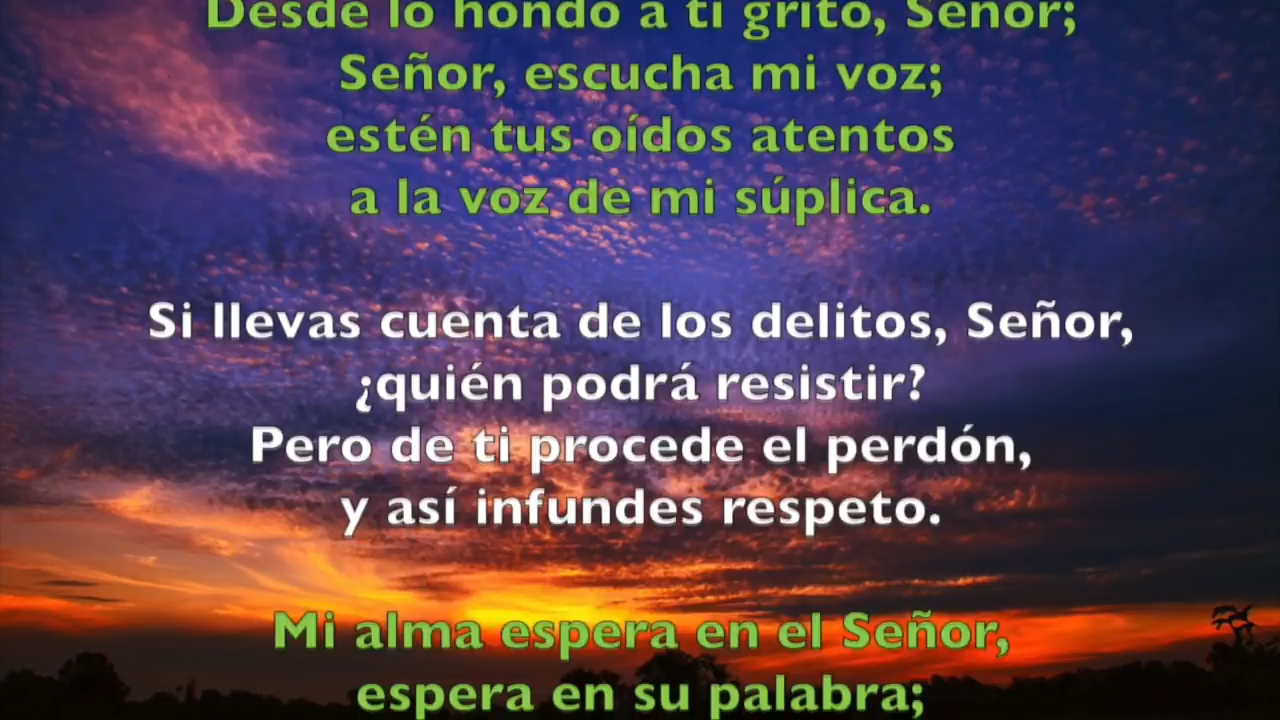 Desde lo hondo a ti grito, Señor;
Señor, escucha mi voz;
estén tus oídos atentos
a la voz de mi súplica.
Si llevas cuenta de los delitos, Señor,
¿quién podrá resistir?
Pero de ti procede el perdón,
y así infundes respeto.
Mi alma espera en el Señor,
espera en su palabra;